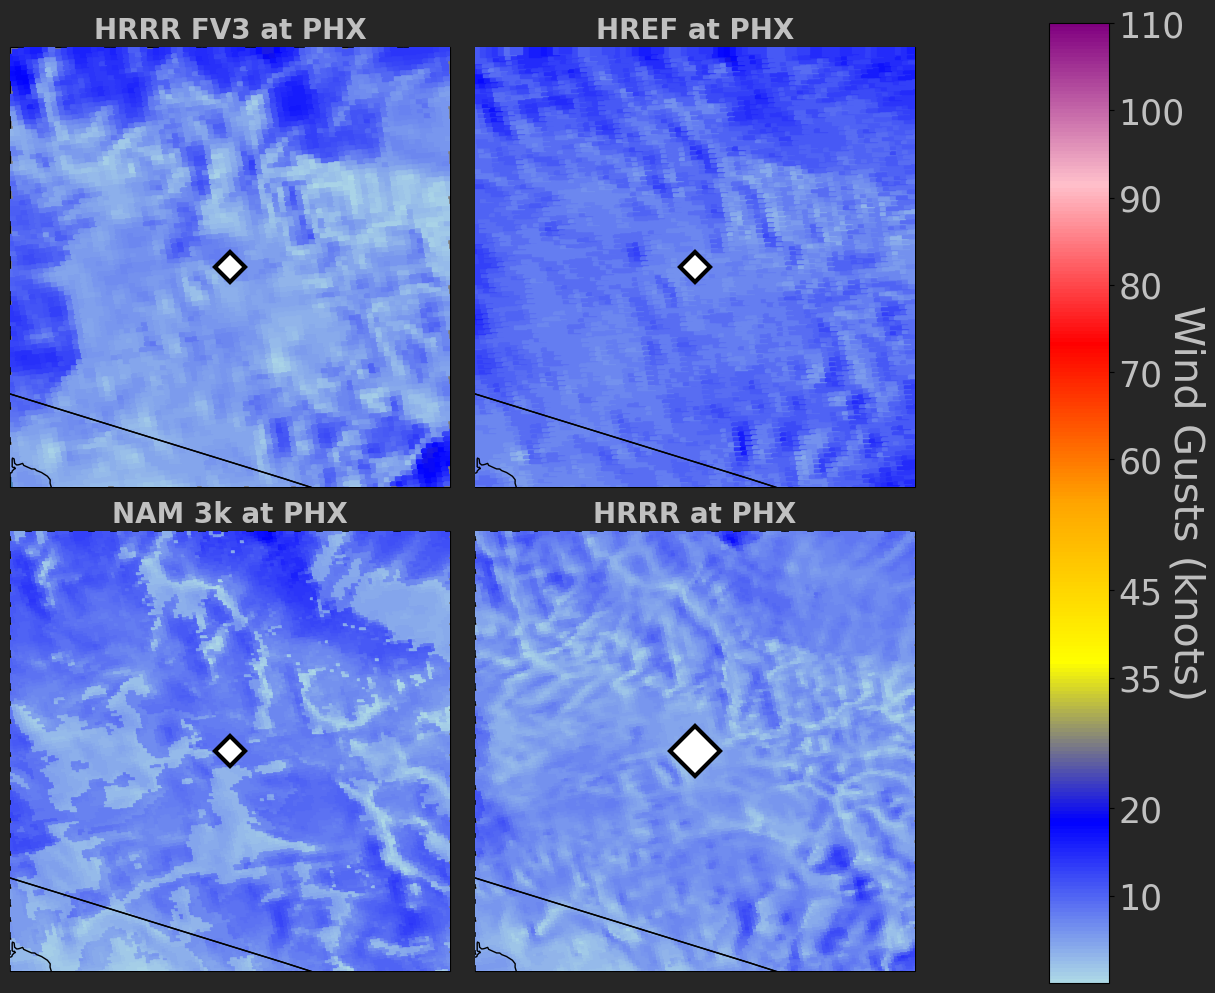 HRRR FV3 at PHX
HREF at PHX
NAM 3k at PHX
HRRR at PHX
110
100
90
80
70
60
45
35
20
10
Wind Gusts (knots)